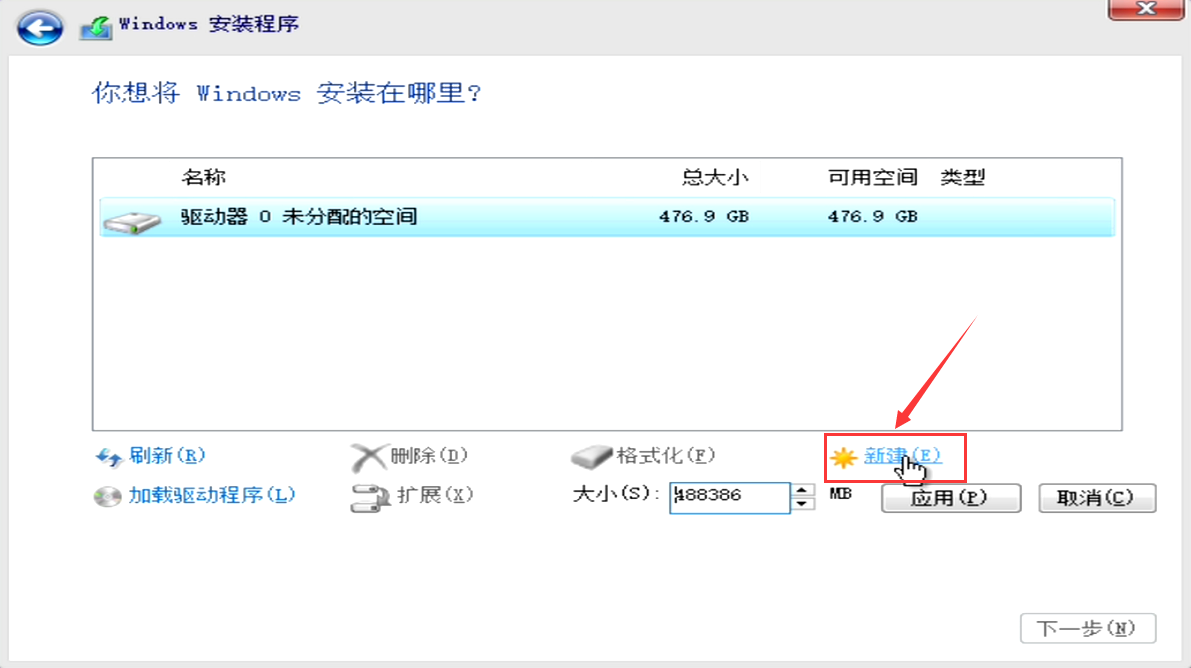 Windows 安装程序
你想将 Windows 安装在哪里?
名称 总大小 可用空间 类型
驱动器 0 未分配的空间 476.9 GB 476.9 GB
刷新(R) 删除(D) 格式化(F) 新建(E)
加载驱动程序(L) 扩展(X) 大小(S): 488386 MB 应用(P) 取消(C)
下一步(N)